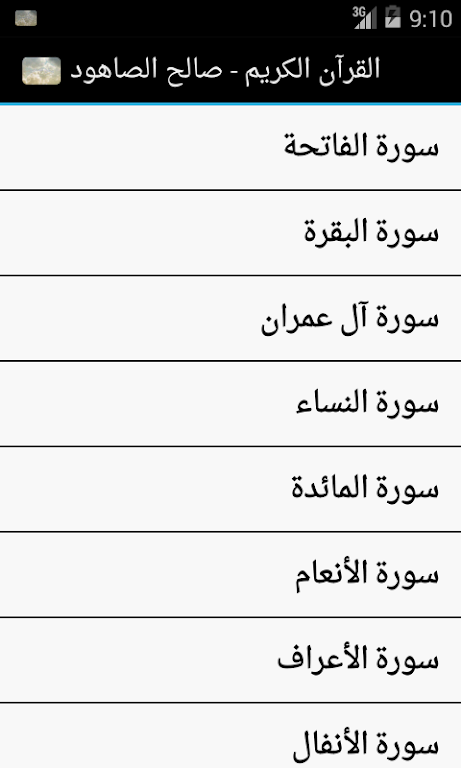 3G 9:10
القرآن الكريم - صالح الصاهود
سورة الفاتحة
سورة البقرة
سورة آل عمران
سورة النساء
سورة المائدة
سورة الأنعام
سورة الأعراف
سورة الأنفال